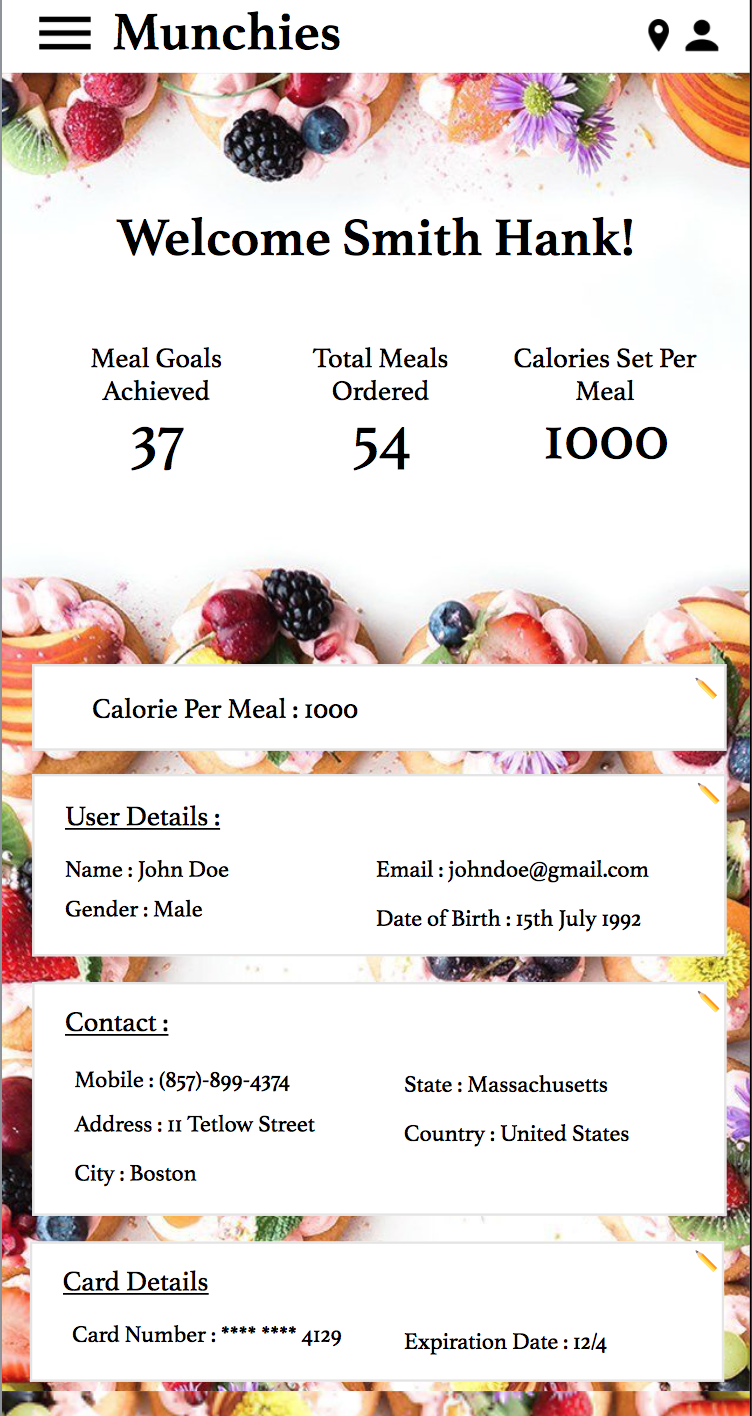 Munchies
Welcome Smith Hank!
Meal Goals
Achieved
37
Total Meals
Ordered
54
Calories Set Per
Meal
1000
Calorie Per Meal : 1000
User Details :
Name : John Doe
Email : johndoe@gmail.com
Gender : Male
Date of Birth : 15th July 1992
Contact :
Mobile : (857)-899-4374
State : Massachusetts
Address : 11 Tetlow Street
Country : United States
City : Boston
Card Details
Card Number : **** **** 4129
Expiration Date : 12/4